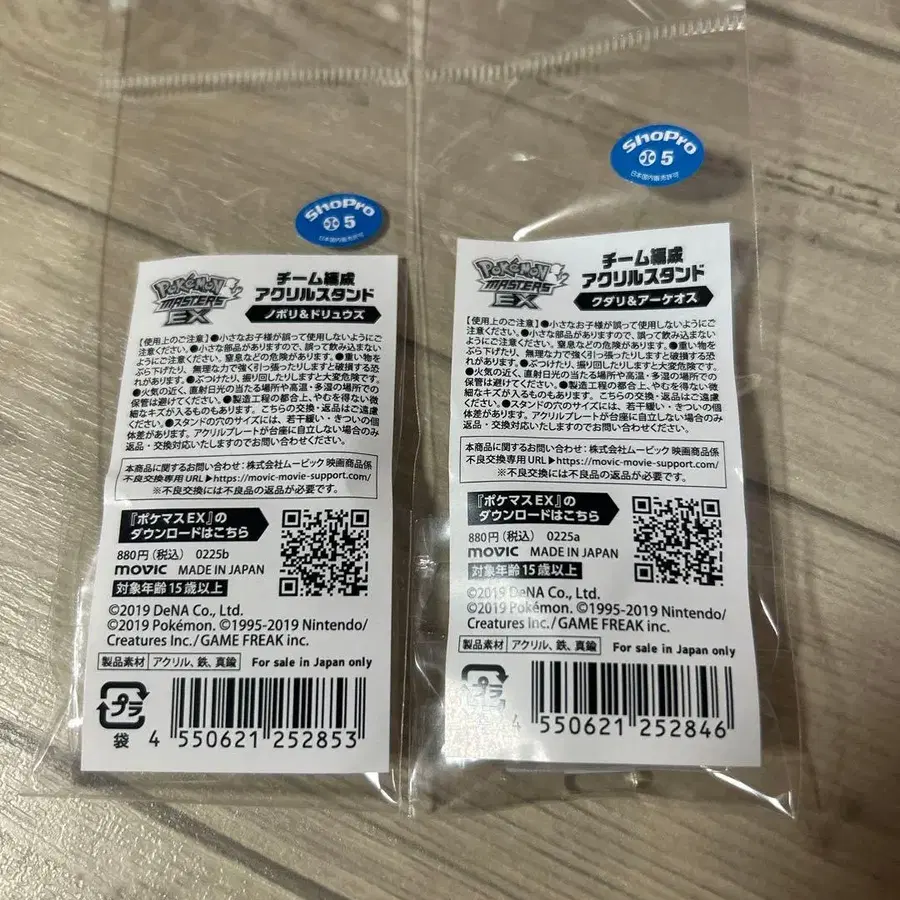 ShoPro
5
日本国内販売許可
POKÉMON
MASTERS
EX
チーム編成
アクリルスタンド
ノボリ&ドリュウズ
【使用上のご注意】●小さなお子様が誤って使用しないようにご
注意ください。●小さな部品がありますので、誤って飲み込まない
ようにご注意ください。窒息などの危険があります。●重い物を
ぶら下げたり、無理な力で強く引っ張ったりしますと破損する恐
れがあります。●ぶつけたり、振り回したりしますと大変危険です。
●火気の近く、直射日光の当たる場所や高温・多湿の場所での
保管は避けてください。●製造工程の都合上、やむを得ない微
細なキズが入るものもあります。こちらの交換・返品はご遠慮
ください。●スタンドの穴のサイズには、若干緩い・きついの個
体差があります。アクリルプレートが台座に自立しない場合のみ
返品・交換対応いたしますのでお問い合わせください。
本商品に関するお問い合わせ：株式会社ムービック 映画商品係
不良交換専用URL▶https://movic-movie-support.com/
※不良交換には不良品の返品が必要です。
『ポケマスEX』の
ダウンロードはこちら
880円（税込） 0225b
movic MADE IN JAPAN
対象年齢15歳以上
©2019 DeNA Co., Ltd.
©2019 Pokémon. ©1995-2019 Nintendo/
Creatures Inc./GAME FREAK inc.
製品素材 アクリル、鉄、真鍮 For sale in Japan only
プラ
袋
4 550621 252853
ShoPro
5
日本国内販売許可
POKÉMON
MASTERS
EX
チーム編成
アクリルスタンド
クダリ&アーケオス
【使用上のご注意】●小さなお子様が誤って使用しないようにご
注意ください。●小さな部品がありますので、誤って飲み込まない
ようにご注意ください。窒息などの危険があります。●重い物を
ぶら下げたり、無理な力で強く引っ張ったりしますと破損する恐
れがあります。●ぶつけたり、振り回したりしますと大変危険です。
●火気の近く、直射日光の当たる場所や高温・多湿の場所での
保管は避けてください。●製造工程の都合上、やむを得ない微
細なキズが入るものもあります。こちらの交換・返品はご遠慮
ください。●スタンドの穴のサイズには、若干緩い・きついの個
体差があります。アクリルプレートが台座に自立しない場合のみ
返品・交換対応いたしますのでお問い合わせください。
本商品に関するお問い合わせ：株式会社ムービック 映画商品係
不良交換専用URL▶https://movic-movie-support.com/
※不良交換には不良品の返品が必要です。
『ポケマスEX』の
ダウンロードはこちら
880円（税込） 0225a
movic MADE IN JAPAN
対象年齢15歳以上
©2019 DeNA Co., Ltd.
©2019 Pokémon. ©1995-2019 Nintendo/
Creatures Inc./GAME FREAK inc.
製品素材 アクリル、鉄、真鍮 For sale in Japan only
プラ
4 550621 252846